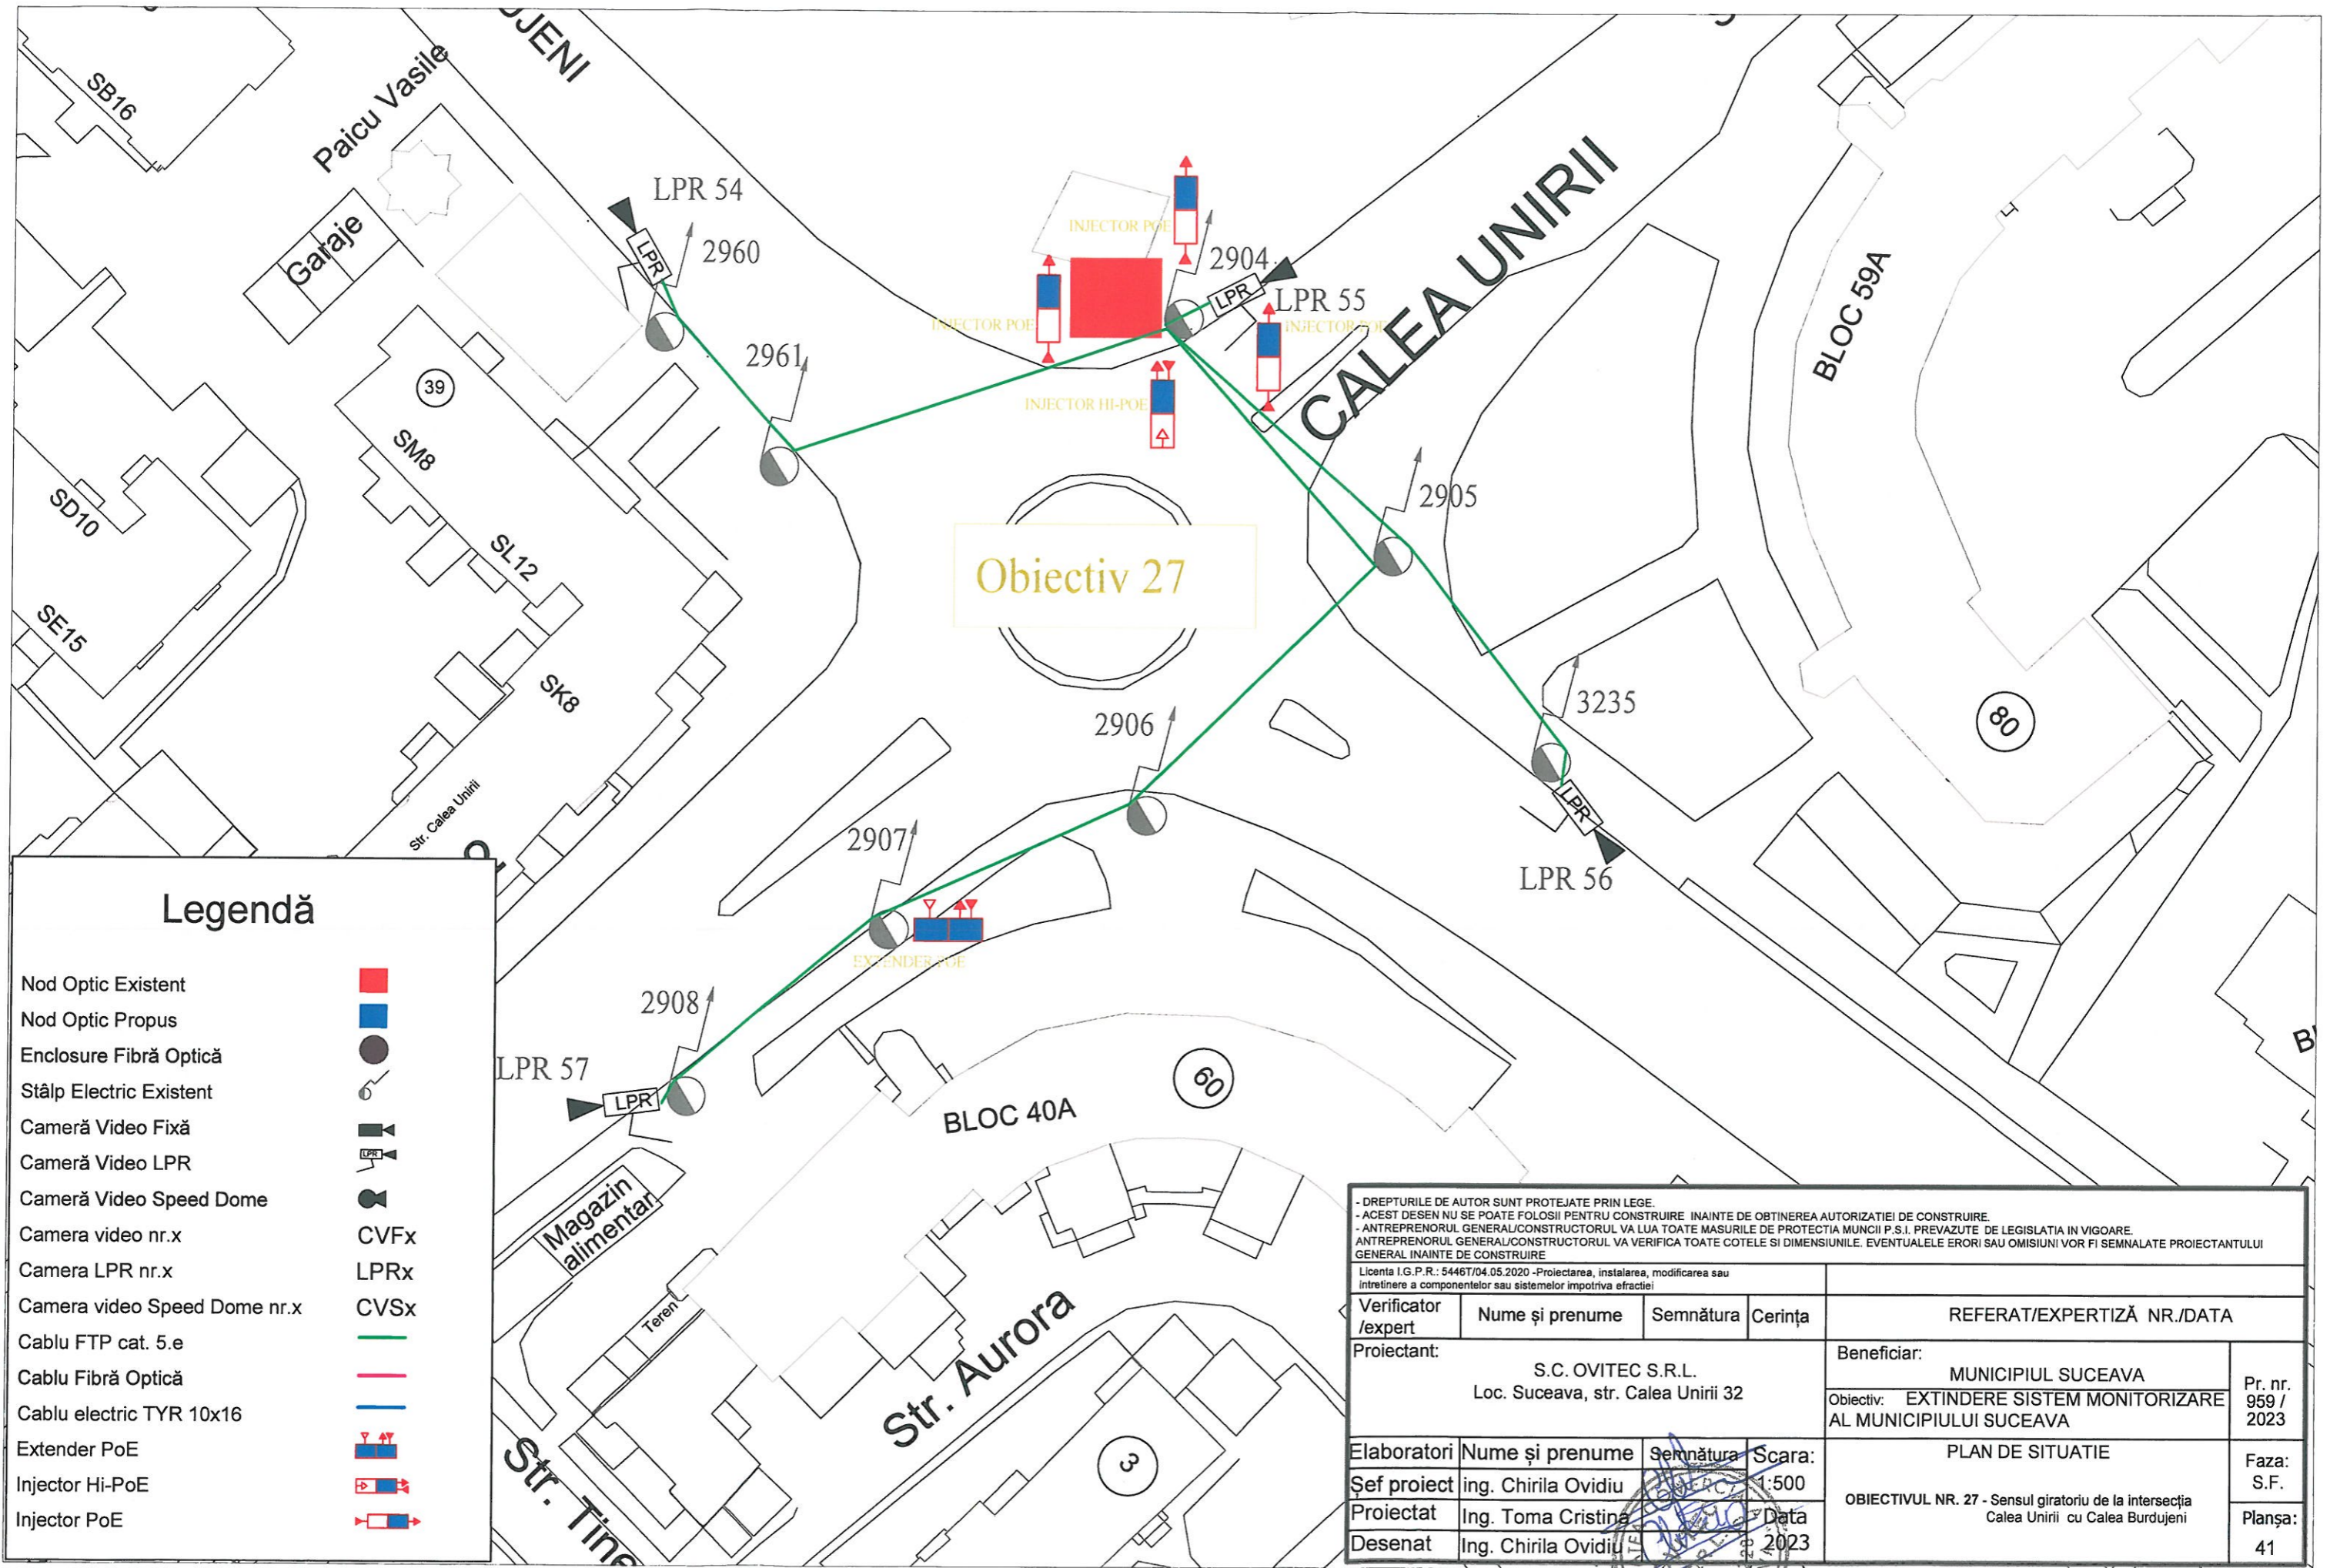 SB16
Paicu Vasile
JENI
Garaje
39
SM8
SD10
SL12
SE15
SK8
Str. Calea Unirii
LPR 54
LPR
2960
2961
INJECTOR POE
INJECTOR POE
INJECTOR HI-POE
2904
LPR
LPR 55
INJECTOR POE
CALEA UNIRII
BLOC 59A
2905
Obiectiv 27
3235
80
LPR
LPR 56
2906
2907
EXTENDER POE
2908
LPR 57
LPR
BLOC 40A
60
Magazin
alimentar
Teren
Str. Aurora
3
Str. Tine
Legendă
Nod Optic Existent
Nod Optic Propus
Enclosure Fibră Optică
Stâlp Electric Existent
Cameră Video Fixă
Cameră Video LPR LPR
Cameră Video Speed Dome
Camera video nr.x CVFx
Camera LPR nr.x LPRx
Camera video Speed Dome nr.x CVSx
Cablu FTP cat. 5.e
Cablu Fibră Optică
Cablu electric TYR 10x16
Extender PoE
Injector Hi-PoE
Injector PoE
- DREPTURILE DE AUTOR SUNT PROTEJATE PRIN LEGE.
- ACEST DESEN NU SE POATE FOLOSII PENTRU CONSTRUIRE INAINTE DE OBTINEREA AUTORIZATIEI DE CONSTRUIRE.
- ANTREPRENORUL GENERAL/CONSTRUCTORUL VA LUA TOATE MASURILE DE PROTECTIA MUNCII P.S.I. PREVAZUTE DE LEGISLATIA IN VIGOARE.
ANTREPRENORUL GENERAL/CONSTRUCTORUL VA VERIFICA TOATE COTELE SI DIMENSIUNILE. EVENTUALELE ERORI SAU OMISIUNI VOR FI SEMNALATE PROIECTANTULUI
GENERAL INAINTE DE CONSTRUIRE
Licenta I.G.P.R.: 5446T/04.05.2020 -Proiectarea, instalarea, modificarea sau
intretinere a componentelor sau sistemelor impotriva efractiei
Verificator
/expert
Nume și prenume
Semnătura
Cerința
REFERAT/EXPERTIZĂ NR./DATA
Proiectant:
S.C. OVITEC S.R.L.
Loc. Suceava, str. Calea Unirii 32
Beneficiar:
MUNICIPIUL SUCEAVA
Obiectiv: EXTINDERE SISTEM MONITORIZARE
AL MUNICIPIULUI SUCEAVA
Pr. nr.
959 /
2023
Elaboratori Nume și prenume Semnătura Scara:
Șef proiect ing. Chirila Ovidiu 1:500
Proiectat Ing. Toma Cristina Data
Desenat Ing. Chirila Ovidiu 2023
PLAN DE SITUATIE
OBIECTIVUL NR. 27 - Sensul giratoriu de la intersecția
Calea Unirii cu Calea Burdujeni
Faza:
S.F.
Planșa:
41